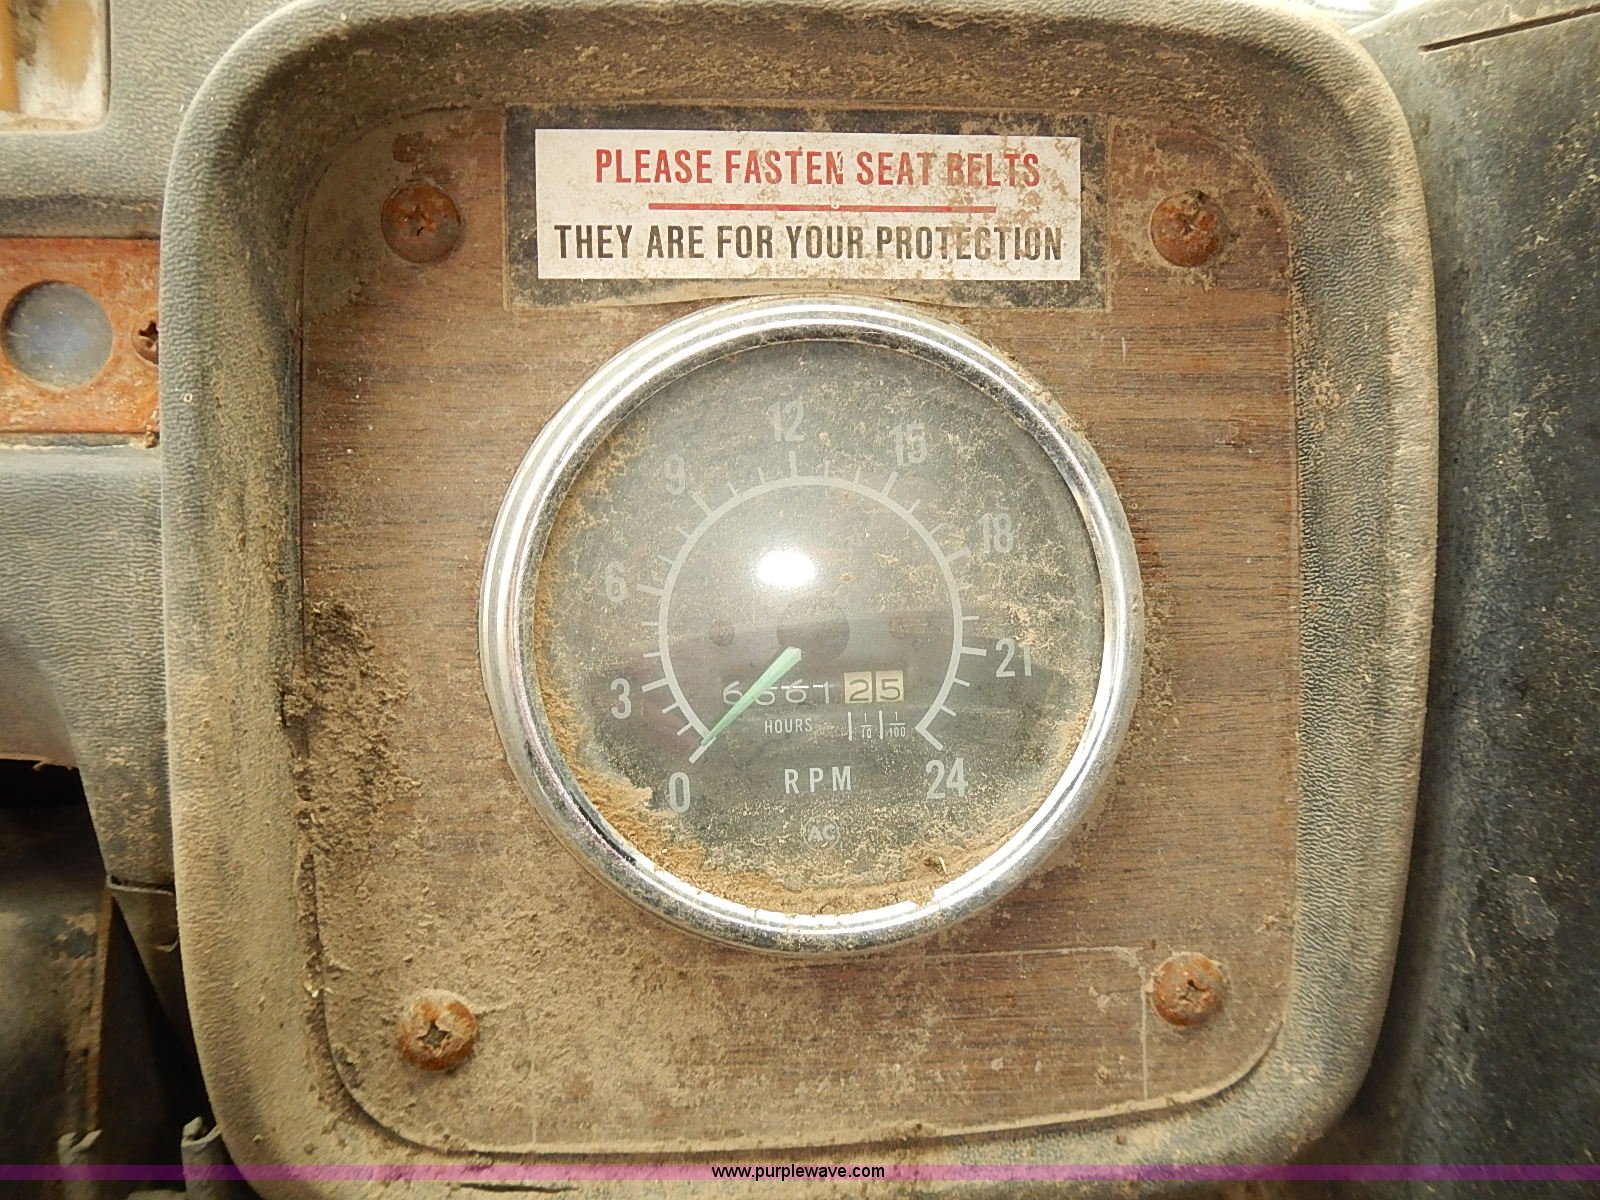 PLEASE FASTEN SEAT BELTS
THEY ARE FOR YOUR PROTECTION
12
15
9
18
6
21
3
25
HOURS 1/10 1/100
0
RPM
24
AC
www.purplewave.com